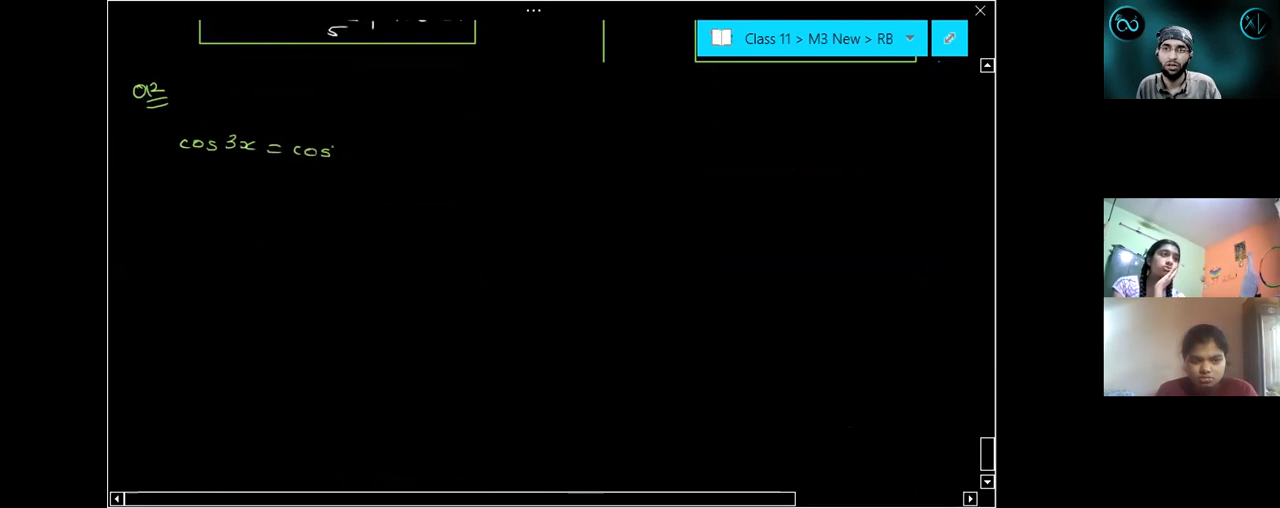 Class 11 > M3 New > RB
Q2
cos 3x = cos